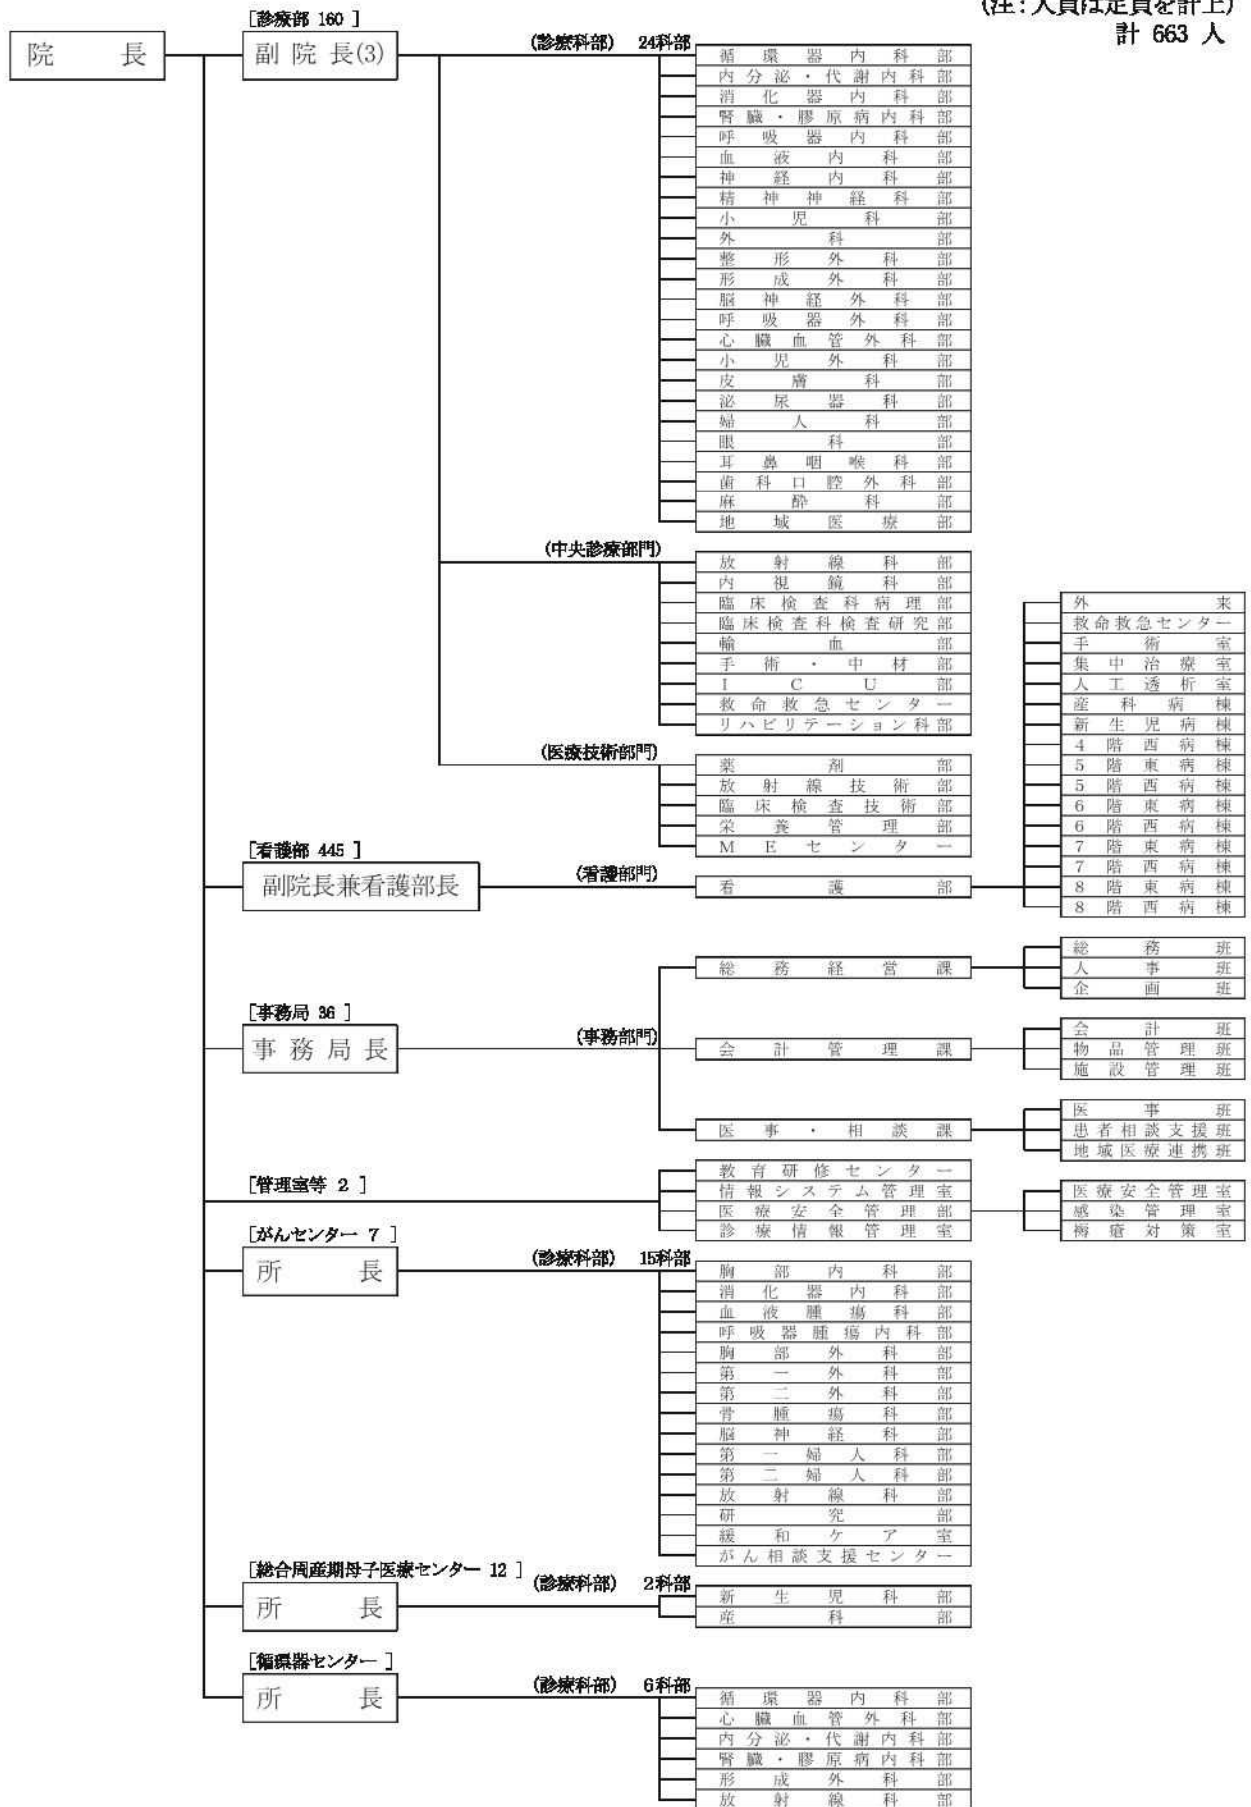 (注:人員は定員を計上)
計 663 人
院長
[診療部 160 ]
副院長(3)
(診療科部) 24科部
循環器内科部
内分泌・代謝内科部
消化器内科部
腎臓・膠原病内科部
呼吸器内科部
血液内科部
神経内科部
精神神経科部
小児科部
外科部
整形外科部
形成外科部
脳神経外科部
呼吸器外科部
心臓血管外科部
小児外科部
皮膚科部
泌尿器科部
婦人科部
眼科部
耳鼻咽喉科部
歯科口腔外科部
麻酔科部
地域医療部
(中央診療部門)
放射線科部
内視鏡科部
臨床検査科病理部
臨床検査科検査研究部
輸血部
手術・中材部
ICU部
救命救急センター
リハビリテーション科部
(医療技術部門)
薬剤部
放射線技術部
臨床検査技術部
栄養管理部
MEセンター
[看護部 445 ]
副院長兼看護部長
(看護部門)
看護部
外来
救命救急センター
手術室
集中治療室
人工透析室
産科病棟
新生児病棟
4階西病棟
5階東病棟
5階西病棟
6階東病棟
6階西病棟
7階東病棟
7階西病棟
8階東病棟
8階西病棟
[事務局 36 ]
事務局長
(事務部門)
総務経営課
総務班
人事班
企画班
会計管理課
会計班
物品管理班
施設管理班
医事・相談課
医事班
患者相談支援班
地域医療連携班
[管理室等 2 ]
教育研修センター
情報システム管理室
医療安全管理部
診療情報管理室
医療安全管理室
感染管理室
褥瘡対策室
[がんセンター 7 ]
所長
(診療科部) 15科部
胸部内科部
消化器内科部
血液腫瘍科部
呼吸器腫瘍内科部
胸部外科部
第一外科部
第二外科部
骨腫瘍科部
脳神経科部
第一婦人科部
第二婦人科部
放射線科部
研究部
緩和ケア室
がん相談支援センター
[総合周産期母子医療センター 12 ]
所長
(診療科部) 2科部
新生児科部
産科部
[循環器センター ]
所長
(診療科部) 6科部
循環器内科部
心臓血管外科部
内分泌・代謝内科部
腎臓・膠原病内科部
形成外科部
放射線科部